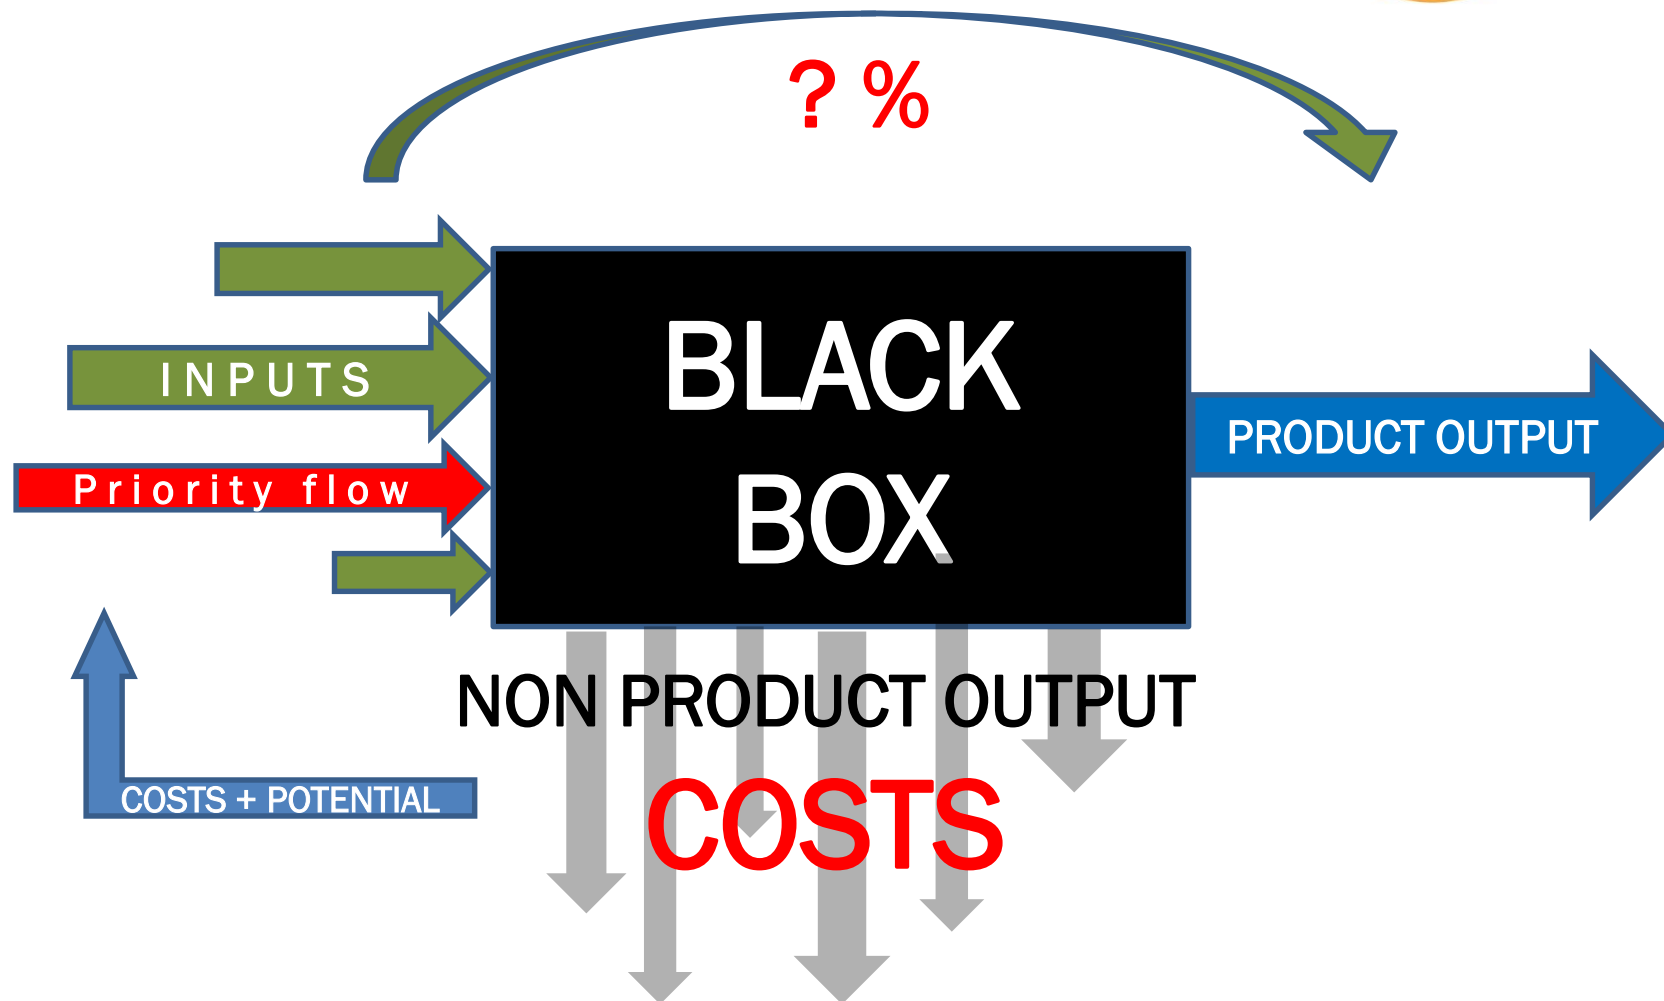 ? %
BLACK
BOX
INPUTS
Priority flow
PRODUCT OUTPUT
NON PRODUCT OUTPUT
COSTS
COSTS + POTENTIAL